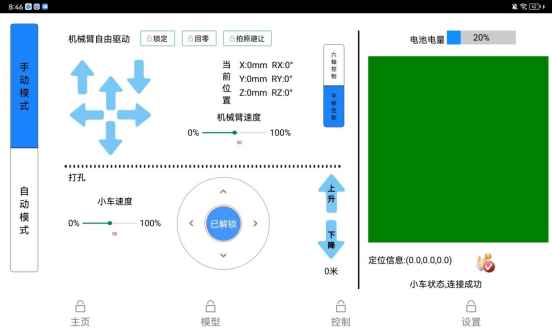 8:46
52
手动模式
自动模式
机械臂自由驱动
锁定
回零
拍照避让
当前位置
X:0mm RX:0°
Y:0mm RY:0°
Z:0mm RZ:0°
机械臂速度
0%
100%
50
六轴控制
平移控制
打孔
小车速度
0%
100%
50
已解锁
上升
下降
0米
电池电量
20%
定位信息:(0.0,0.0,0.0)
小车状态,连接成功
主页
模型
控制
设置